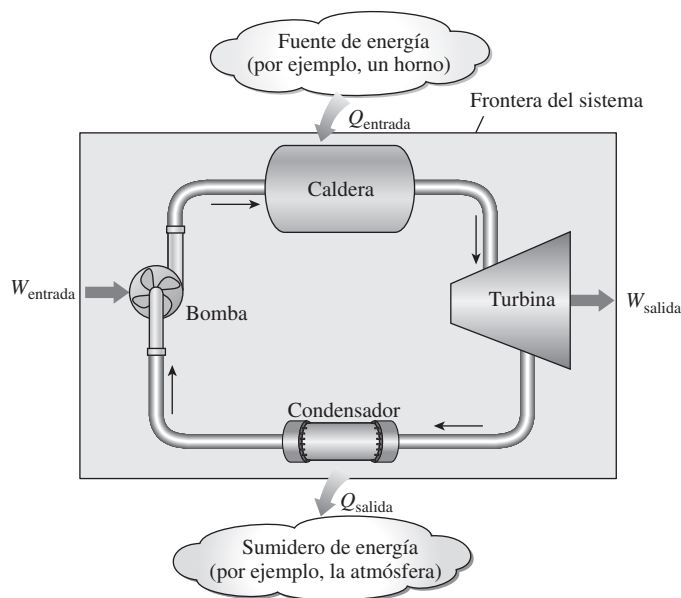 Fuente de energía
(por ejemplo, un horno)
Frontera del sistema
Qentrada
Caldera
Wentrada
Bomba
Turbina
Wsalida
Condensador
Qsalida
Sumidero de energía
(por ejemplo, la atmósfera)